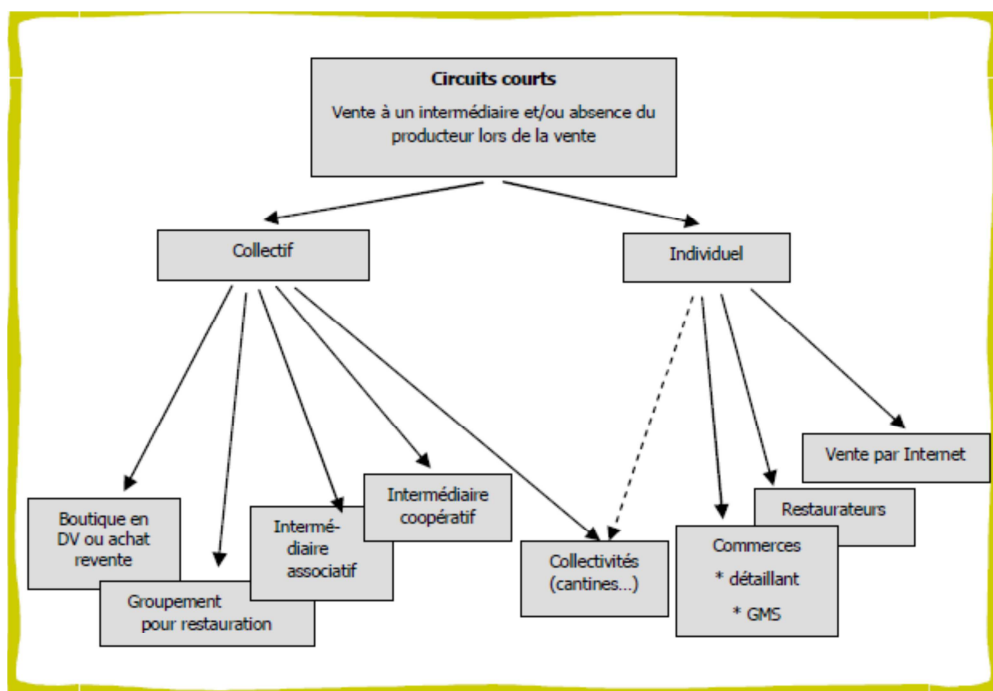 Circuits courts
Vente à un intermédiaire et/ou absence du
producteur lors de la vente
Collectif
Individuel
Boutique en
DV ou achat
revente
Groupement
pour restauration
Intermé-
diaire
associatif
Intermédiaire
coopératif
Collectivités
(cantines...)
Commerces
* détaillant
* GMS
Restaurateurs
Vente par Internet